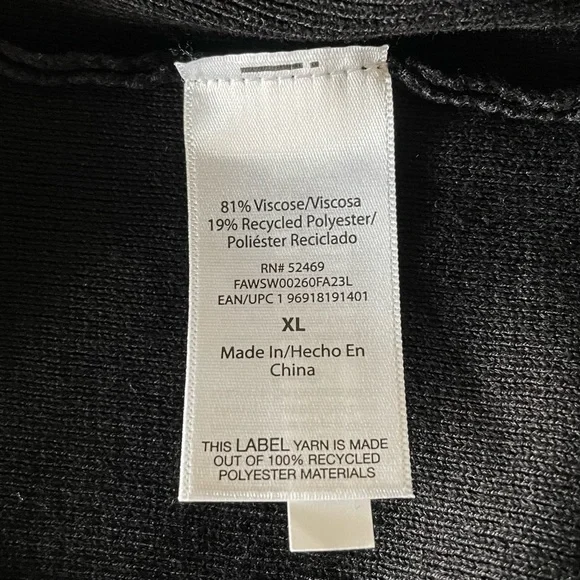 81% Viscose/Viscosa
19% Recycled Polyester/
Poliéster Reciclado
RN# 52469
FAWSW00260FA23L
EAN/UPC 1 96918191401
XL
Made In/Hecho En
China
THIS LABEL YARN IS MADE
OUT OF 100% RECYCLED
POLYESTER MATERIALS